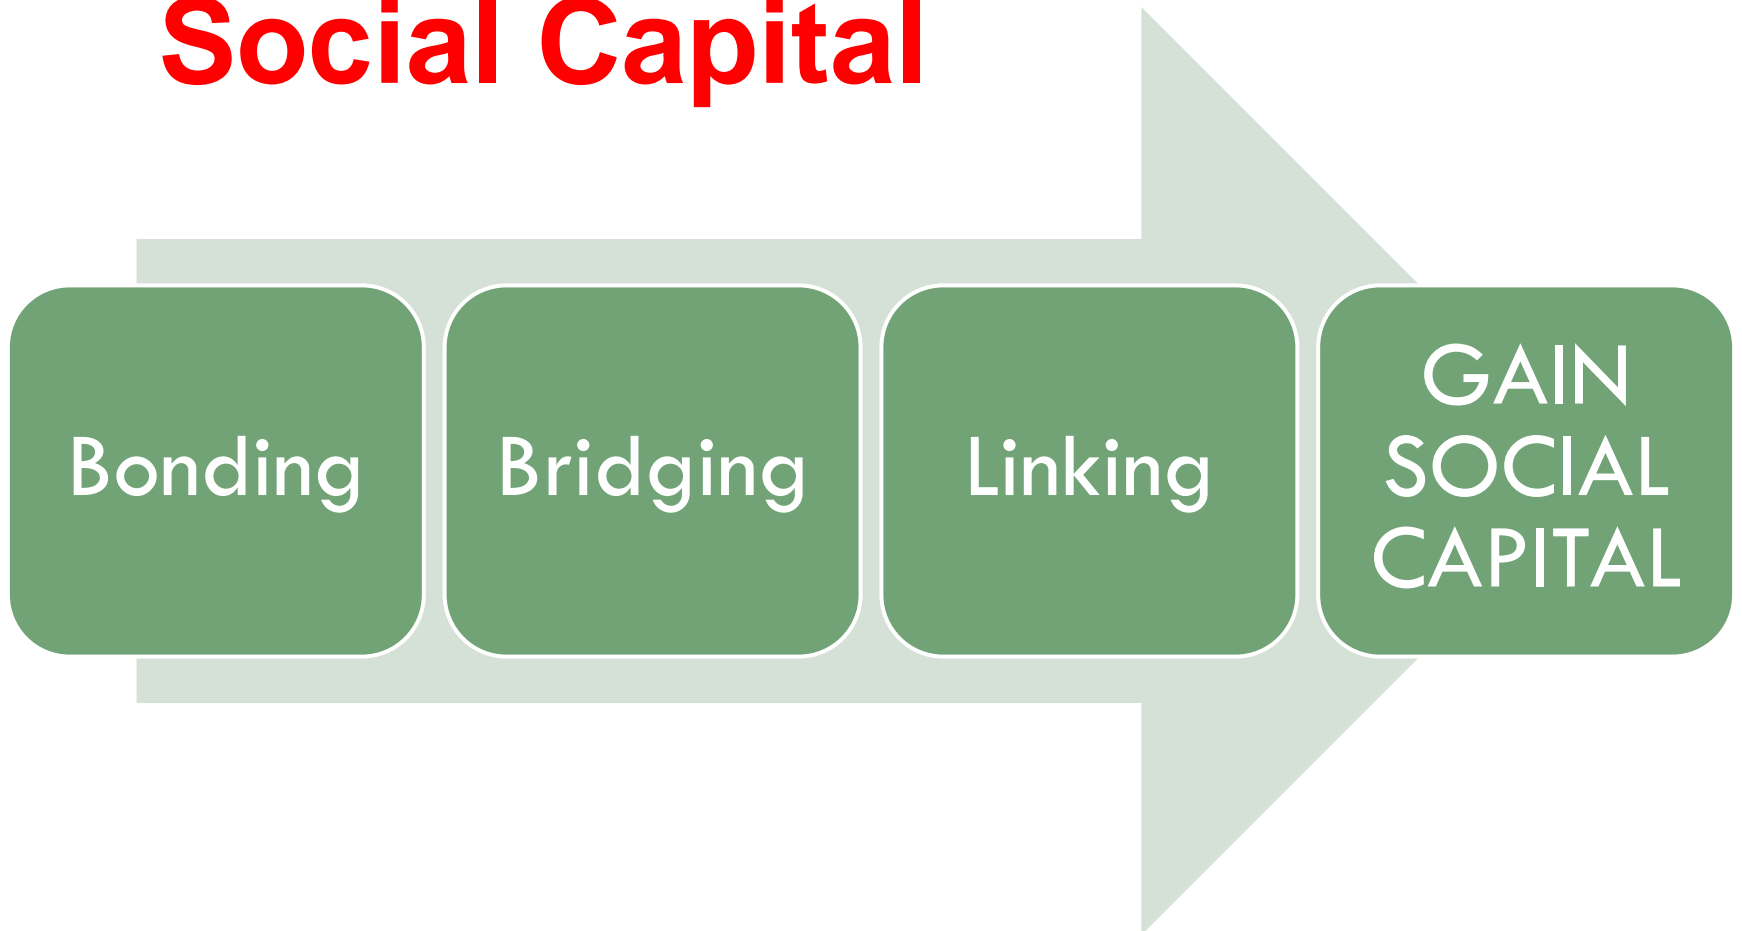 Social Capital
Bonding
Bridging
Linking
GAIN
SOCIAL
CAPITAL